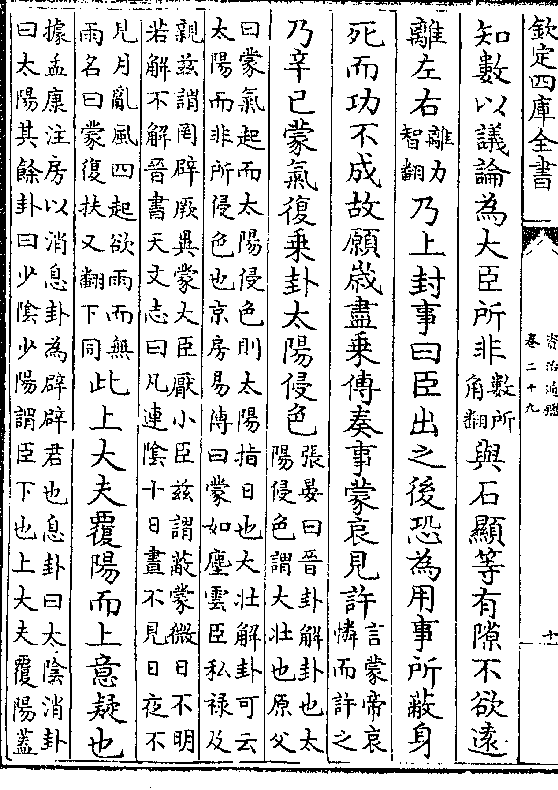 欽定四庫全書
資治通鑑
卷二十九
十
知數以議論為大臣所非
數所
角翻
與石顯等有隙不欲遠
離左右
離力
智翻
乃上封事曰臣出之後恐為用事所蔽身
死而功不成故願歳盡乗傳奏事蒙哀見許
言蒙帝哀
憐而許之
乃辛已蒙氣復乗卦太陽侵色
張晏曰晉卦解卦也太
陽侵色謂大壮也原父
曰蒙氣起而太陽侵色則太陽指日也大壮解卦可云
太陽而非所侵色也京房易傳曰蒙如塵雲臣私禄及
親兹謂罔辟厥異蒙大臣厭小臣兹謂蔽蒙微日不明
若解不解晉書天文志曰凡連陰十日晝不見日夜不
見月亂風四起欲雨而無
雨名曰蒙復扶又翻下同
此上大夫覆陽而上意疑也
據孟康注房以消息卦為辟辟君也息卦曰太陰消卦
曰太陽其餘卦曰少陰少陽謂臣下也上大夫覆陽蓋